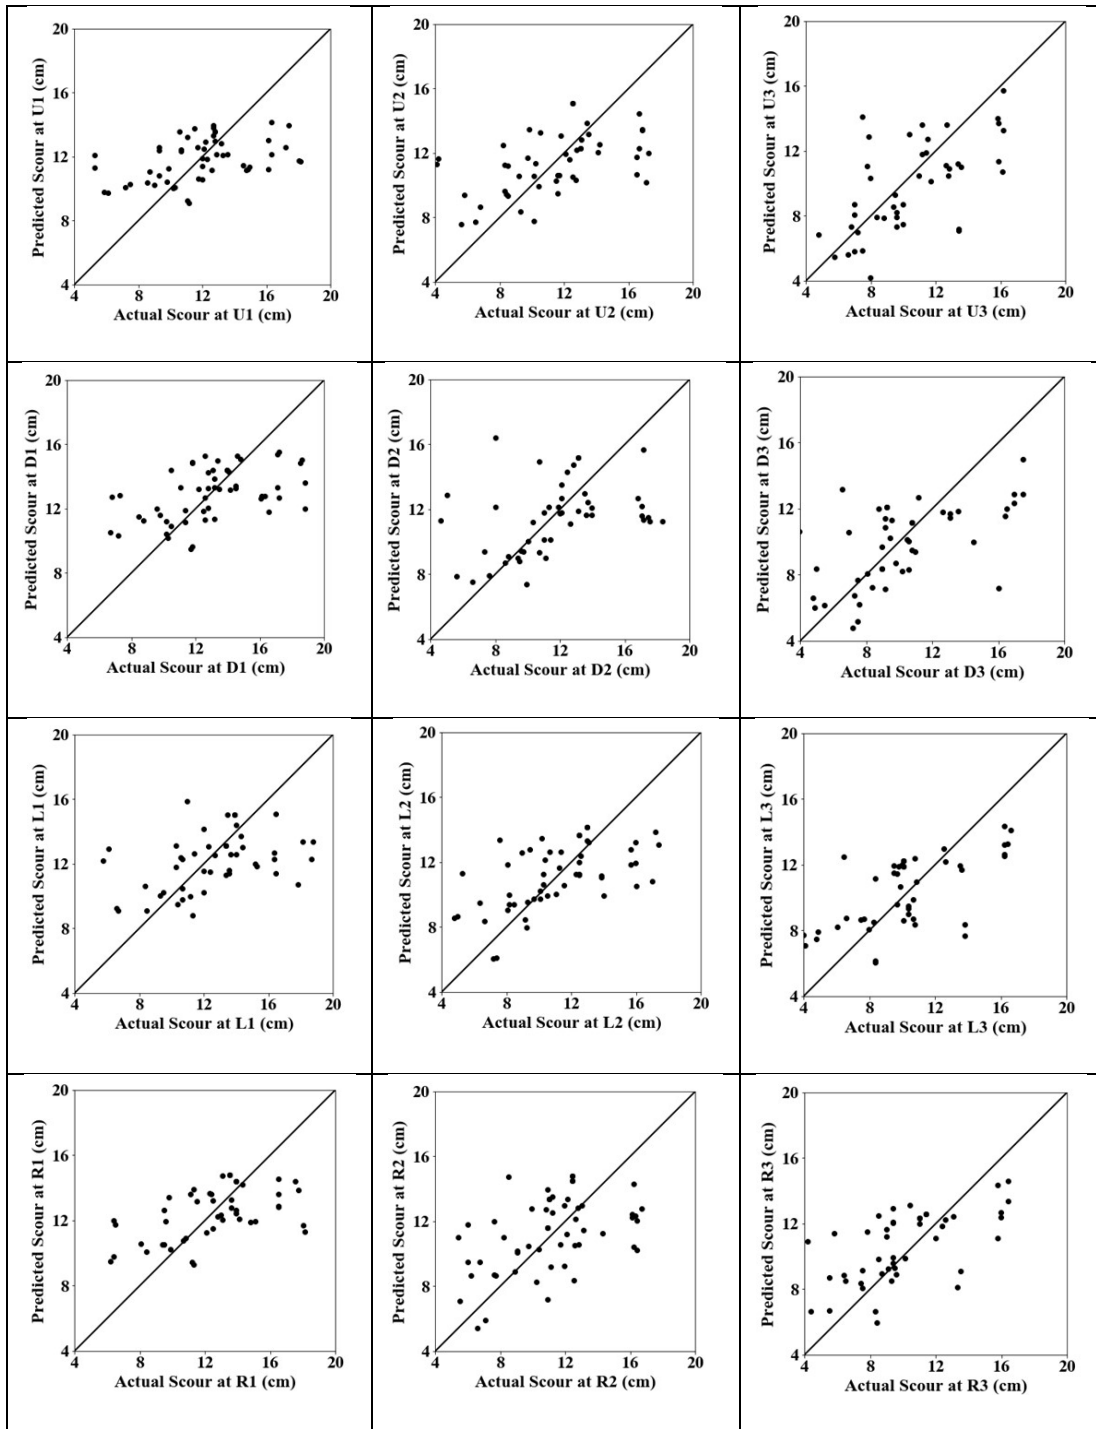 20
16
12
8
4
4 8 12 16 20
Predicted Scour at U1 (cm)
Actual Scour at U1 (cm)
20
16
12
8
4
4 8 12 16 20
Predicted Scour at U2 (cm)
Actual Scour at U2 (cm)
20
16
12
8
4
4 8 12 16 20
Predicted Scour at U3 (cm)
Actual Scour at U3 (cm)
20
16
12
8
4
4 8 12 16 20
Predicted Scour at D1 (cm)
Actual Scour at D1 (cm)
20
16
12
8
4
4 8 12 16 20
Predicted Scour at D2 (cm)
Actual Scour at D2 (cm)
20
16
12
8
4
4 8 12 16 20
Predicted Scour at D3 (cm)
Actual Scour at D3 (cm)
20
16
12
8
4
4 8 12 16 20
Predicted Scour at L1 (cm)
Actual Scour at L1 (cm)
20
16
12
8
4
4 8 12 16 20
Predicted Scour at L2 (cm)
Actual Scour at L2 (cm)
20
16
12
8
4
4 8 12 16 20
Predicted Scour at L3 (cm)
Actual Scour at L3 (cm)
20
16
12
8
4
4 8 12 16 20
Predicted Scour at R1 (cm)
Actual Scour at R1 (cm)
20
16
12
8
4
4 8 12 16 20
Predicted Scour at R2 (cm)
Actual Scour at R2 (cm)
20
16
12
8
4
4 8 12 16 20
Predicted Scour at R3 (cm)
Actual Scour at R3 (cm)